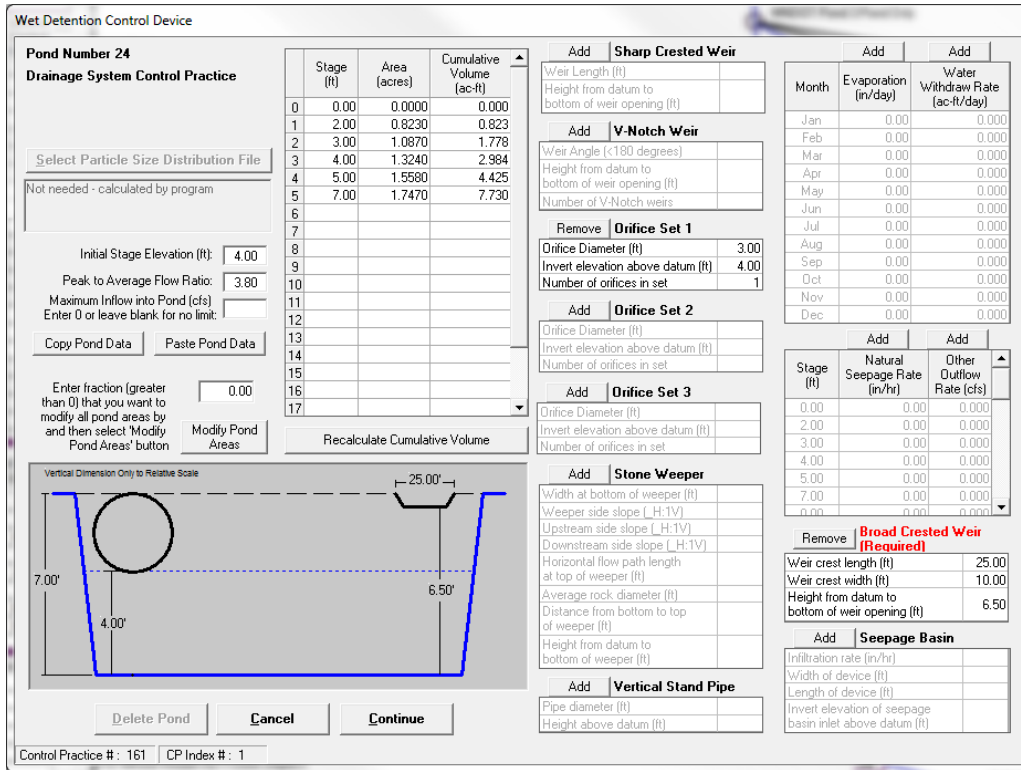 Wet Detention Control Device
Pond Number 24
Drainage System Control Practice
Select Particle Size Distribution File
Not needed - calculated by program
Initial Stage Elevation (ft): 4.00
Peak to Average Flow Ratio: 3.80
Maximum Inflow into Pond (cfs)
Enter 0 or leave blank for no limit:
Copy Pond Data Paste Pond Data
Enter fraction (greater
than 0) that you want to
modify all pond areas by
and then select 'Modify
Pond Areas' button
0.00
Modify Pond
Areas
Stage
(ft)
Area
(acres)
Cumulative
Volume
(ac-ft)
0 0.00 0.0000 0.000
1 2.00 0.8230 0.823
2 3.00 1.0870 1.778
3 4.00 1.3240 2.984
4 5.00 1.5580 4.425
5 7.00 1.7470 7.730
6
7
8
9
10
11
12
13
14
15
16
17
Recalculate Cumulative Volume
Vertical Dimension Only to Relative Scale
25.00'
7.00'
4.00'
6.50'
Delete Pond Cancel Continue
Control Practice # : 161 CP Index # : 1
Add Sharp Crested Weir
Weir Length (ft)
Height from datum to
bottom of weir opening (ft)
Add V-Notch Weir
Weir Angle (<180 degrees)
Height from datum to
bottom of weir opening (ft)
Number of V-Notch weirs
Remove Orifice Set 1
Orifice Diameter (ft) 3.00
Invert elevation above datum (ft) 4.00
Number of orifices in set 1
Add Orifice Set 2
Orifice Diameter (ft)
Invert elevation above datum (ft)
Number of orifices in set
Add Orifice Set 3
Orifice Diameter (ft)
Invert elevation above datum (ft)
Number of orifices in set
Add Stone Weeper
Width at bottom of weeper (ft)
Weeper side slope (_H:1V)
Upstream side slope (_H:1V)
Downstream side slope (_H:1V)
Horizontal flow path length
at top of weeper (ft)
Average rock diameter (ft)
Distance from bottom to top
of weeper (ft)
Height from datum to
bottom of weeper (ft)
Add Vertical Stand Pipe
Pipe diameter (ft)
Height above datum (ft)
Add Add
Month
Evaporation
(in/day)
Water
Withdraw Rate
(ac-ft/day)
Jan 0.00 0.000
Feb 0.00 0.000
Mar 0.00 0.000
Apr 0.00 0.000
May 0.00 0.000
Jun 0.00 0.000
Jul 0.00 0.000
Aug 0.00 0.000
Sep 0.00 0.000
Oct 0.00 0.000
Nov 0.00 0.000
Dec 0.00 0.000
Add Add
Stage
(ft)
Natural
Seepage Rate
(in/hr)
Other
Outflow
Rate (cfs)
0.00 0.00 0.000
2.00 0.00 0.000
3.00 0.00 0.000
4.00 0.00 0.000
5.00 0.00 0.000
7.00 0.00 0.000
0.00 0.00 0.000
Remove Broad Crested Weir
(Required)
Weir crest length (ft) 25.00
Weir crest width (ft) 10.00
Height from datum to
bottom of weir opening (ft) 6.50
Add Seepage Basin
Infiltration rate (in/hr)
Width of device (ft)
Length of device (ft)
Invert elevation of seepage
basin inlet above datum (ft)